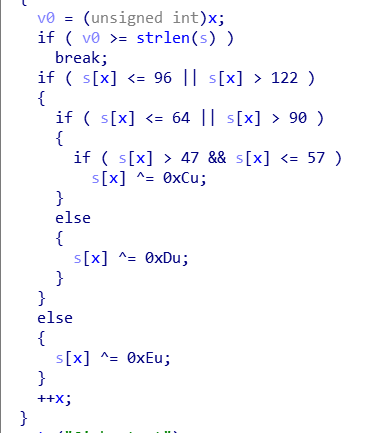 {
v0 = (unsigned int)x;
if ( v0 >= strlen(s) )
break;
if ( s[x] <= 96 || s[x] > 122 )
{
if ( s[x] <= 64 || s[x] > 90 )
{
if ( s[x] > 47 && s[x] <= 57 )
s[x] ^= 0xCu;
}
else
{
s[x] ^= 0xDu;
}
}
else
{
s[x] ^= 0xEu;
}
++x;
}